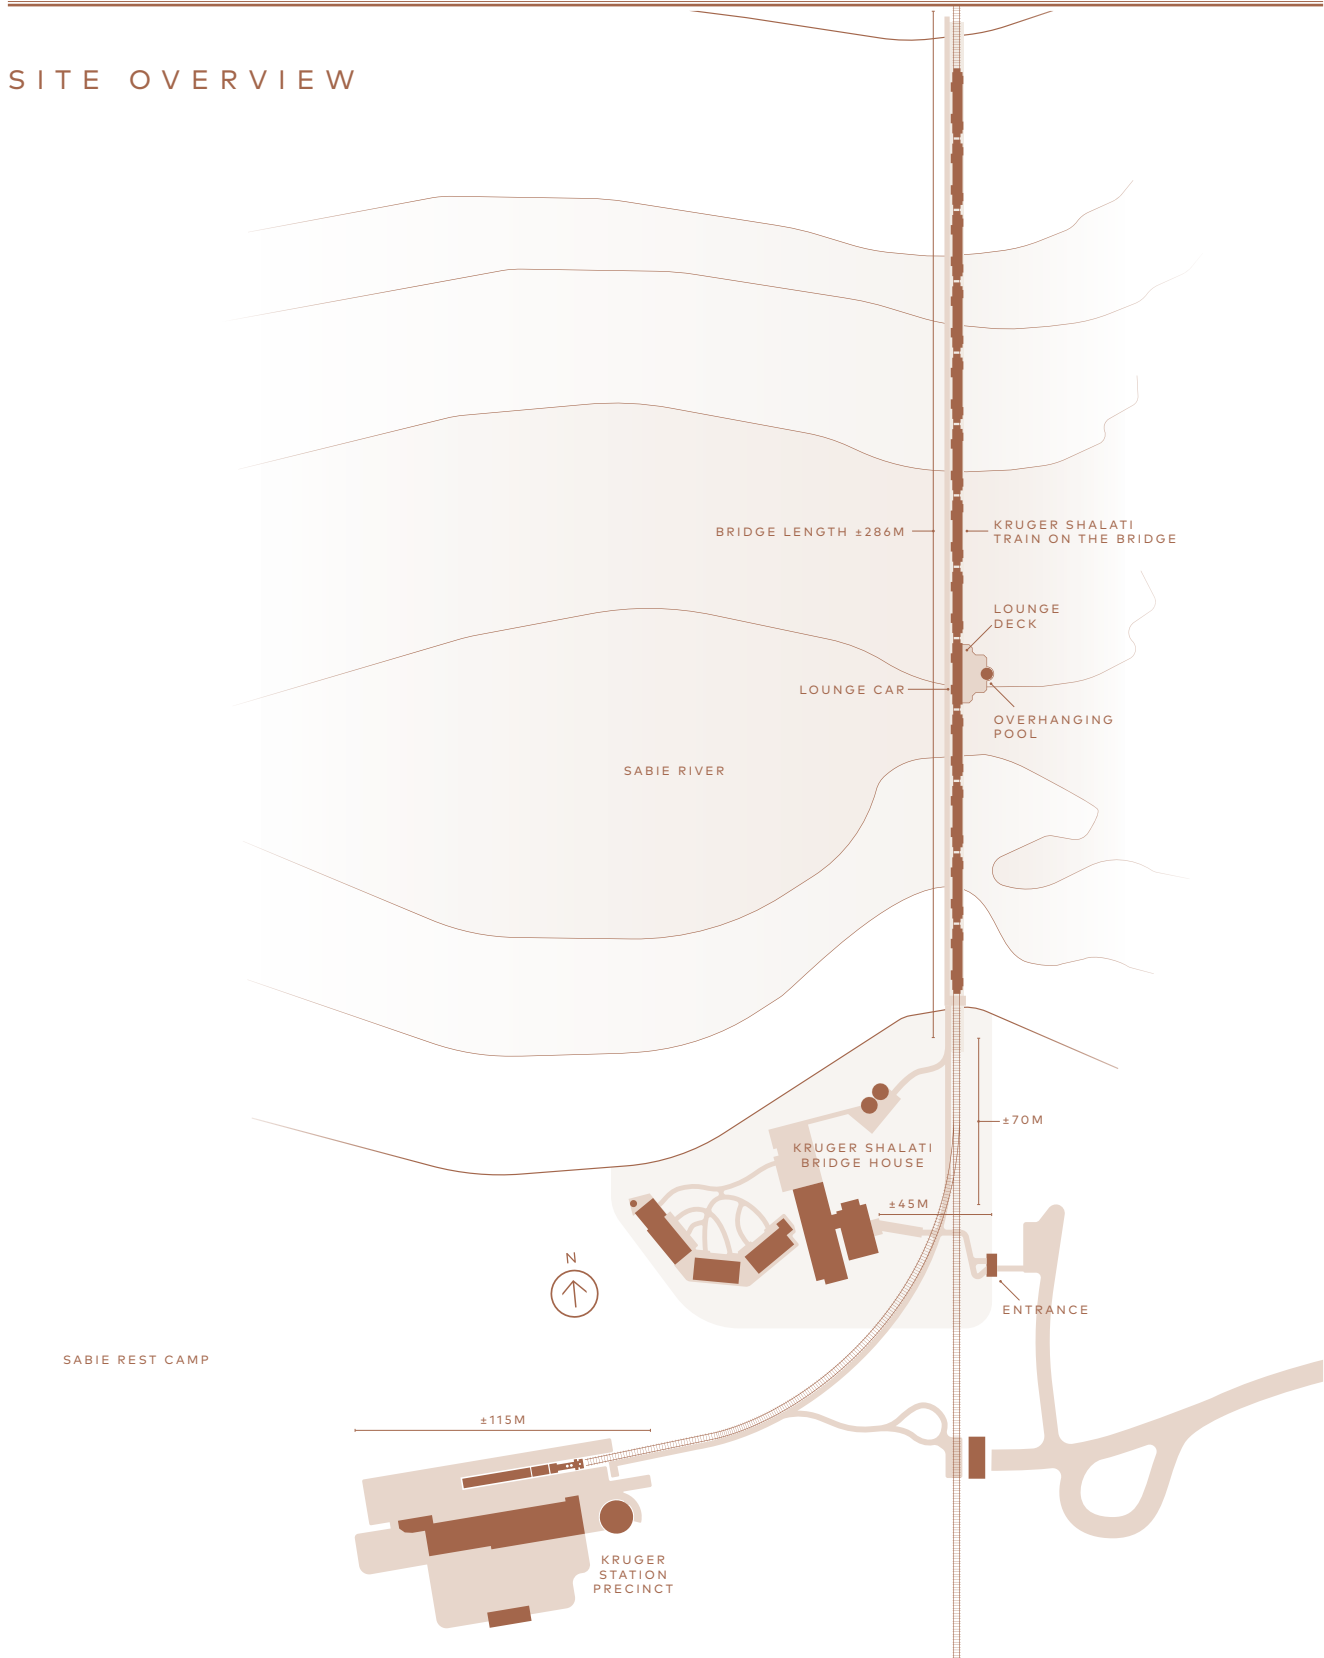 SITE OVERVIEW
BRIDGE LENGTH ±286M
KRUGER SHALATI
TRAIN ON THE BRIDGE
LOUNGE
DECK
LOUNGE CAR
OVERHANGING
POOL
SABIE RIVER
±70M
KRUGER SHALATI
BRIDGE HOUSE
±45M
N
ENTRANCE
SABIE REST CAMP
±115M
KRUGER
STATION
PRECINCT